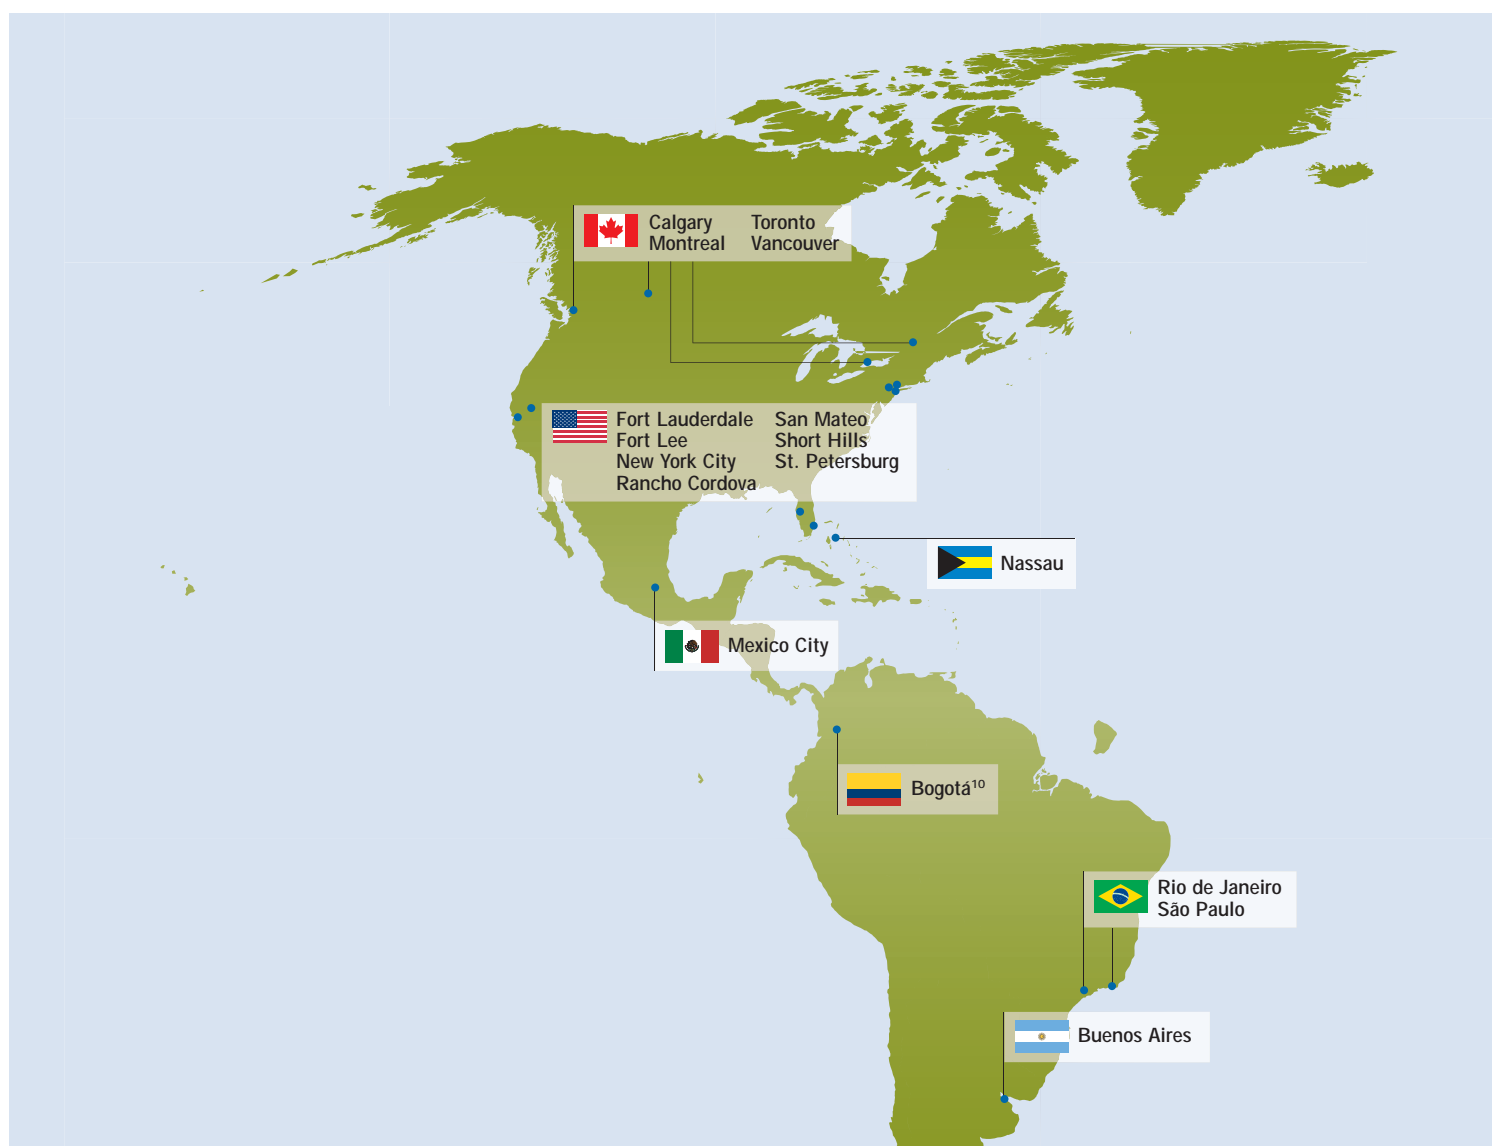 Calgary Toronto
Montreal Vancouver
Fort Lauderdale San Mateo
Fort Lee Short Hills
New York City St. Petersburg
Rancho Cordova
Nassau
Mexico City
Bogotá¹⁰
Rio de Janeiro
São Paulo
Buenos Aires